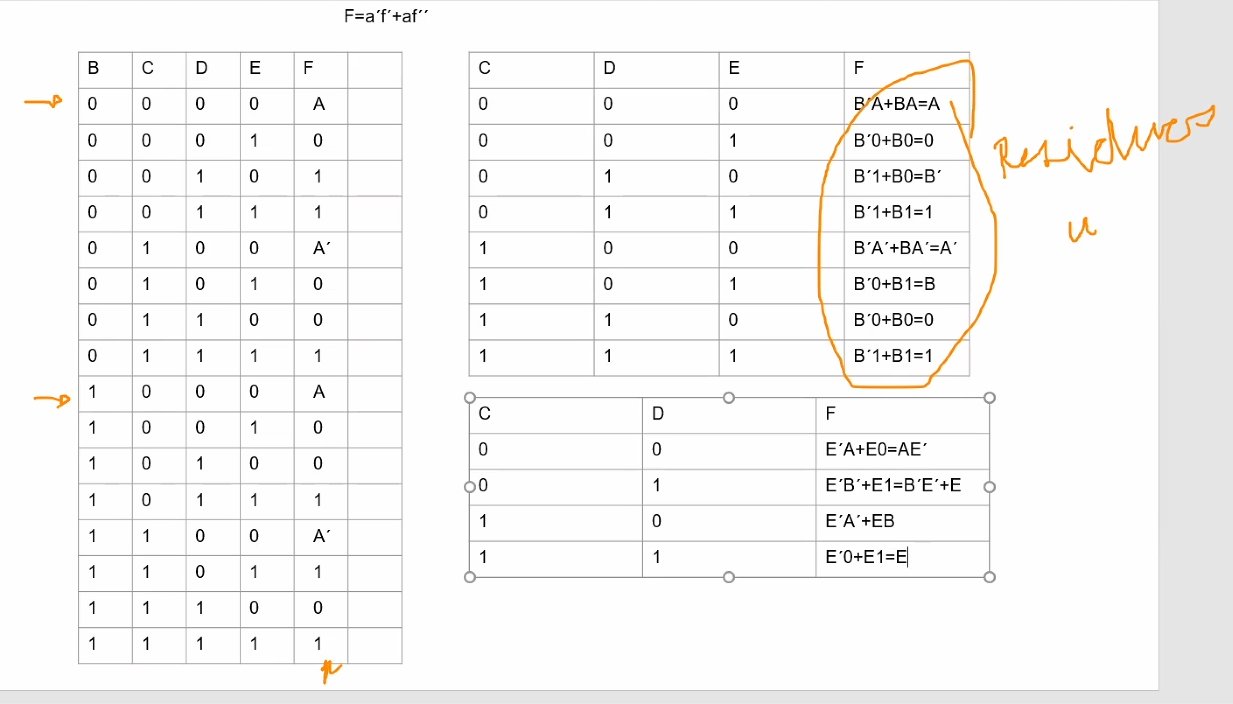 F=a´f´+af´´
B C D E F
0 0 0 0 A
0 0 0 1 0
0 0 1 0 1
0 0 1 1 1
0 1 0 0 A´
0 1 0 1 0
0 1 1 0 0
0 1 1 1 1
1 0 0 0 A
1 0 0 1 0
1 0 1 0 0
1 0 1 1 1
1 1 0 0 A´
1 1 0 1 1
1 1 1 0 0
1 1 1 1 1
C D E F
0 0 0 B´A+BA=A
0 0 1 B´0+B0=0
0 1 0 B´1+B0=B´
0 1 1 B´1+B1=1
1 0 0 B´A´+BA´=A´
1 0 1 B´0+B1=B
1 1 0 B´0+B0=0
1 1 1 B´1+B1=1
C D F
0 0 E´A+E0=AE´
0 1 E´B´+E1=B´E´+E
1 0 E´A´+EB
1 1 E´0+E1=E